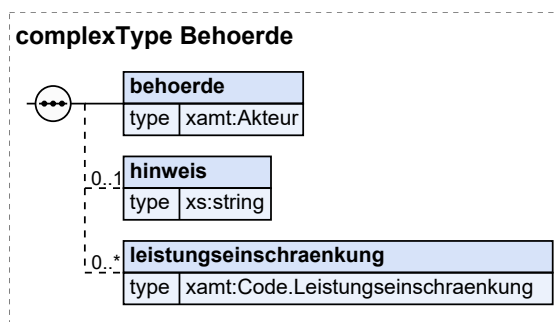 complexType Behoerde
behoerde
type xamt:Akteur
0..1 hinweis
type xs:string
0..* leistungseinschraenkung
type xamt:Code.Leistungseinschraenkung